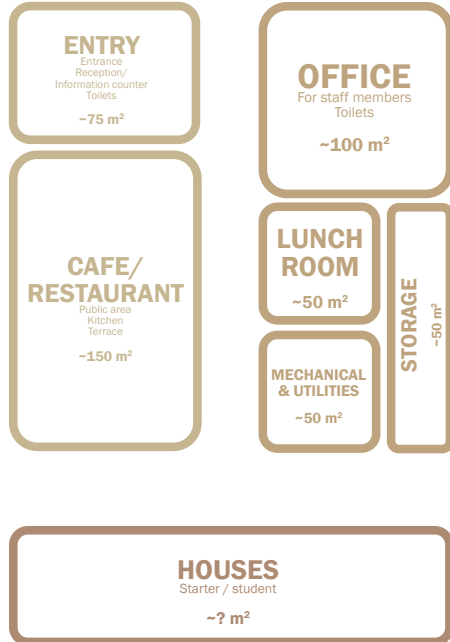 ENTRY
Entrance
Reception/
Information counter
Toilets
~75 m²
CAFE/
RESTAURANT
Public area
Kitchen
Terrace
~150 m²
OFFICE
For staff members
Toilets
~100 m²
LUNCH
ROOM
~50 m²
MECHANICAL
& UTILITIES
~50 m²
STORAGE
~50 m²
HOUSES
Starter / student
~? m²